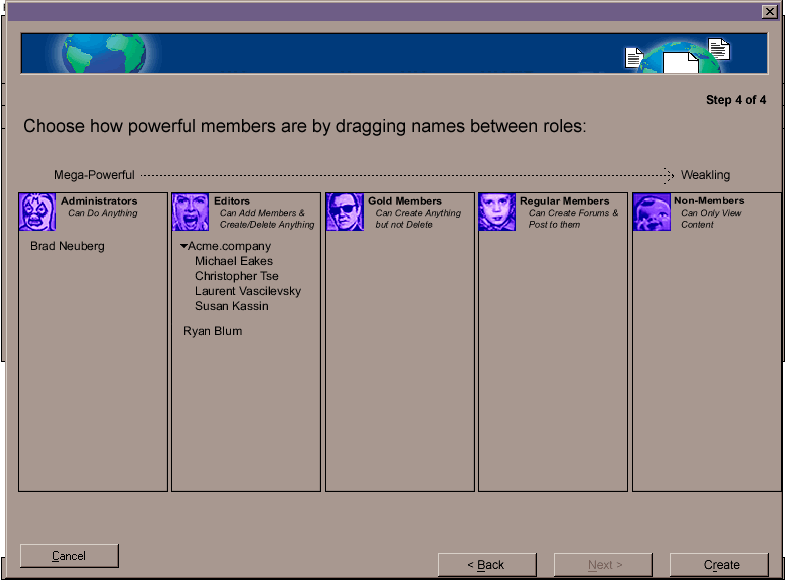 Step 4 of 4
Choose how powerful members are by dragging names between roles:
Mega-Powerful
Weakling
Administrators
Can Do Anything
Brad Neuberg
Editors
Can Add Members &
Create/Delete Anything
Acme.company
Michael Eakes
Christopher Tse
Laurent Vascilevsky
Susan Kassin
Ryan Blum
Gold Members
Can Create Anything
but not Delete
Regular Members
Can Create Forums &
Post to them
Non-Members
Can Only View
Content
Cancel
< Back
Next >
Create